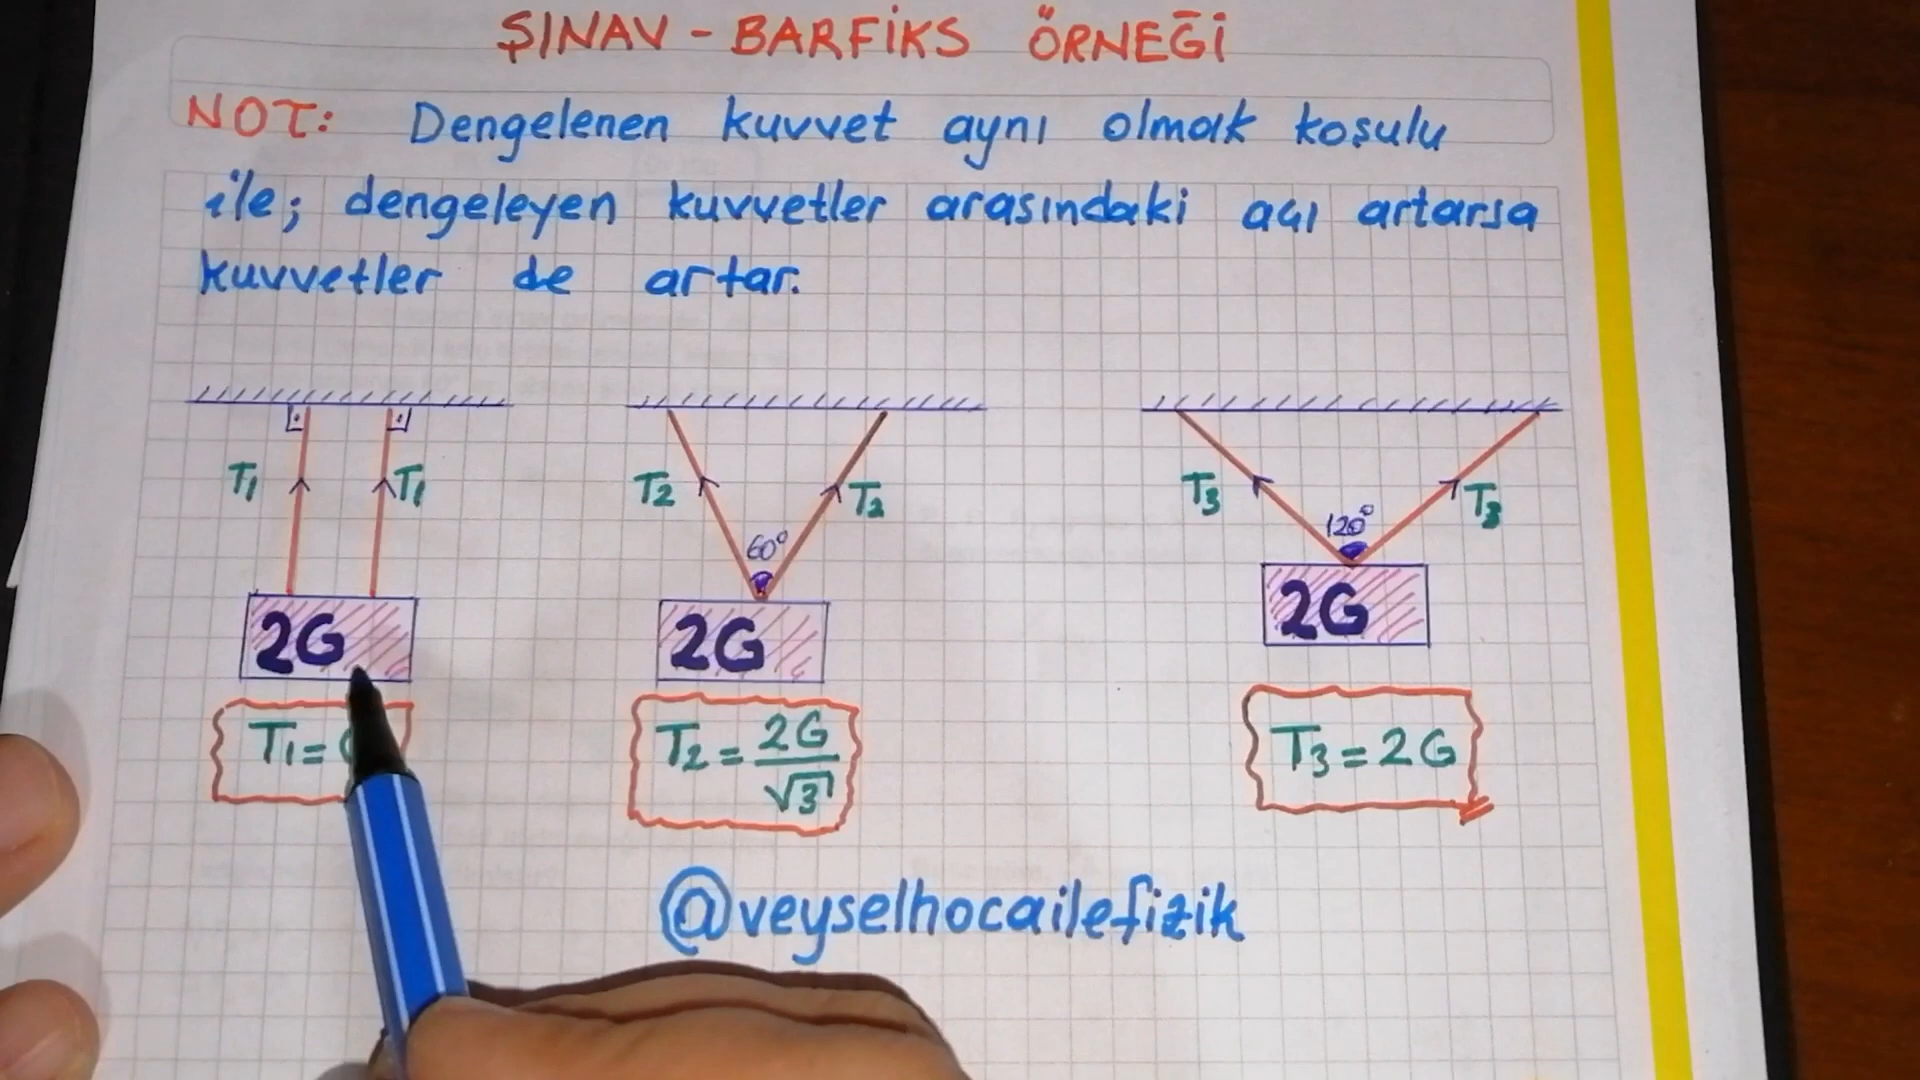 ŞINAV - BARFİKS ÖRNEĞİ
NOT: Dengelenen kuvvet aynı olmak koşulu
ile; dengeleyen kuvvetler arasındaki açı artarsa
kuvvetler de artar.
T1 T1 T2 T2 T3 T3
60° 120°
2G 2G 2G
T1= T2 = 2G/√3 T3 = 2G
@veyselhocailefizik